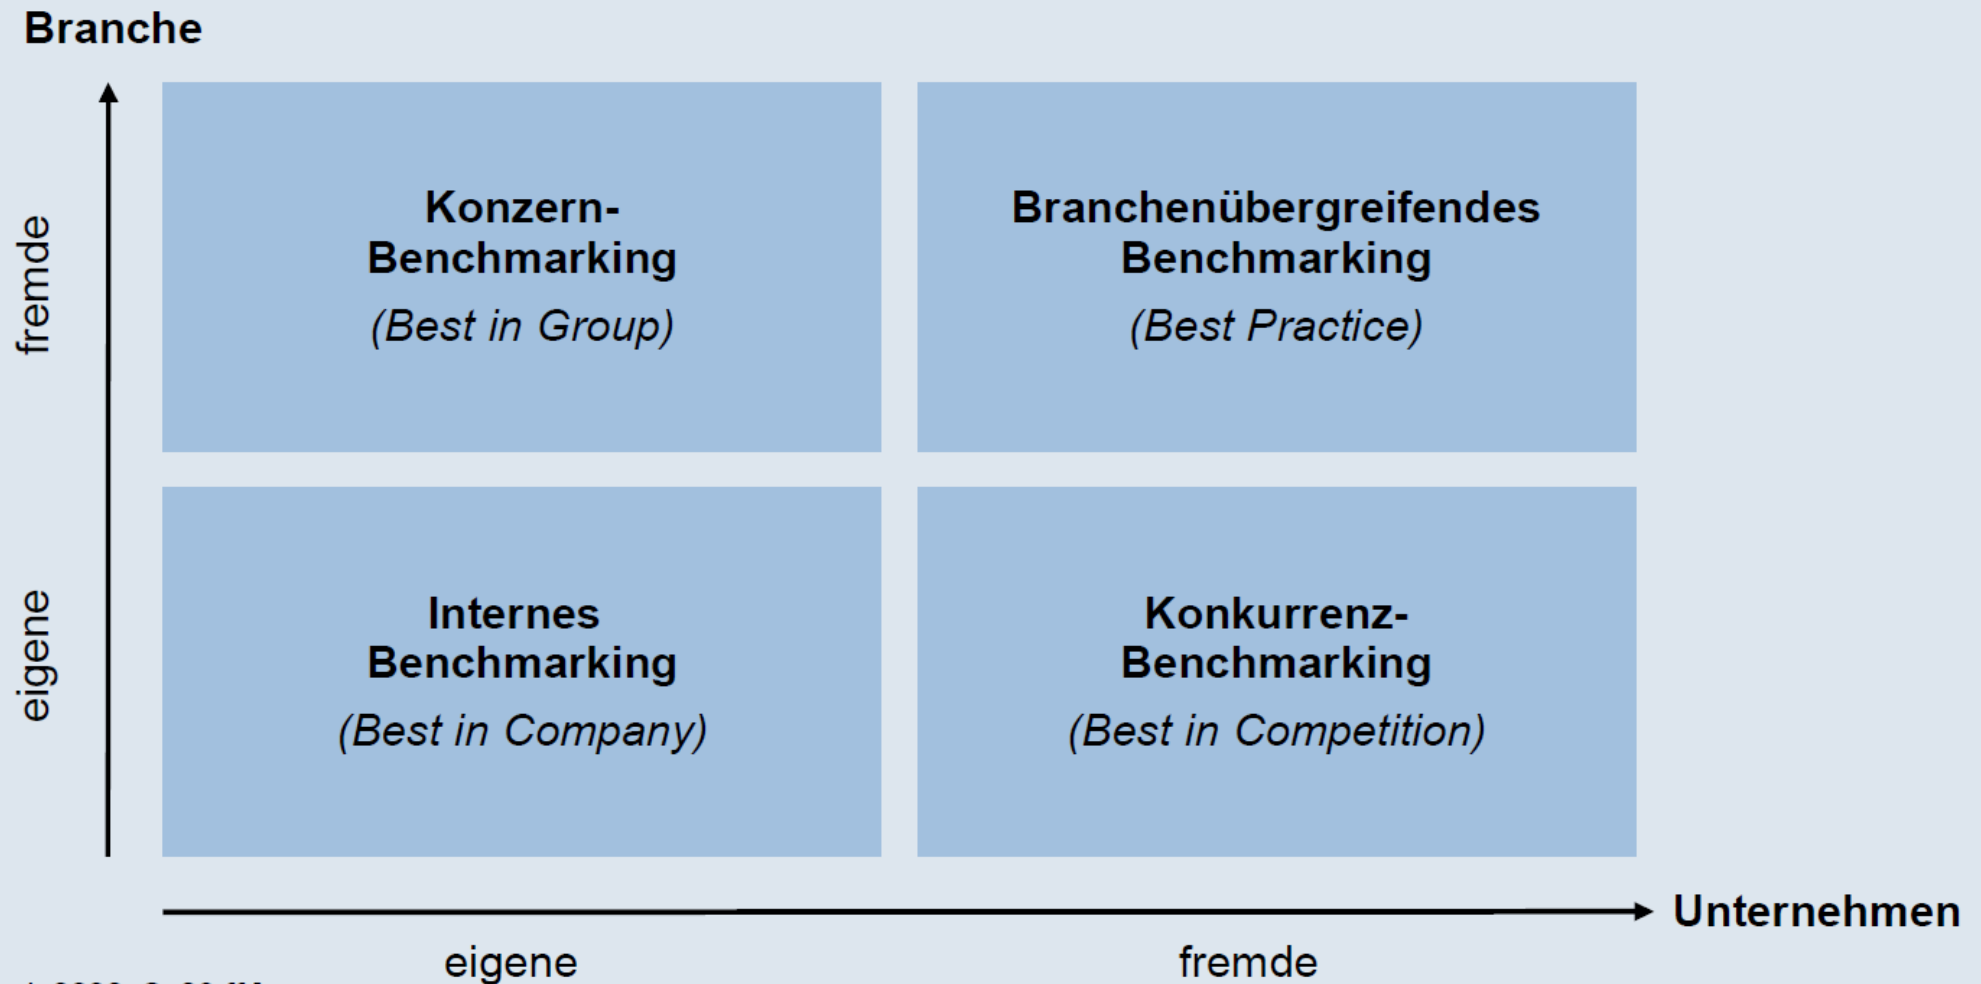 Branche
fremde
Konzern-
Benchmarking
(Best in Group)
Branchenübergreifendes
Benchmarking
(Best Practice)
eigene
Internes
Benchmarking
(Best in Company)
Konkurrenz-
Benchmarking
(Best in Competition)
Unternehmen
eigene
fremde